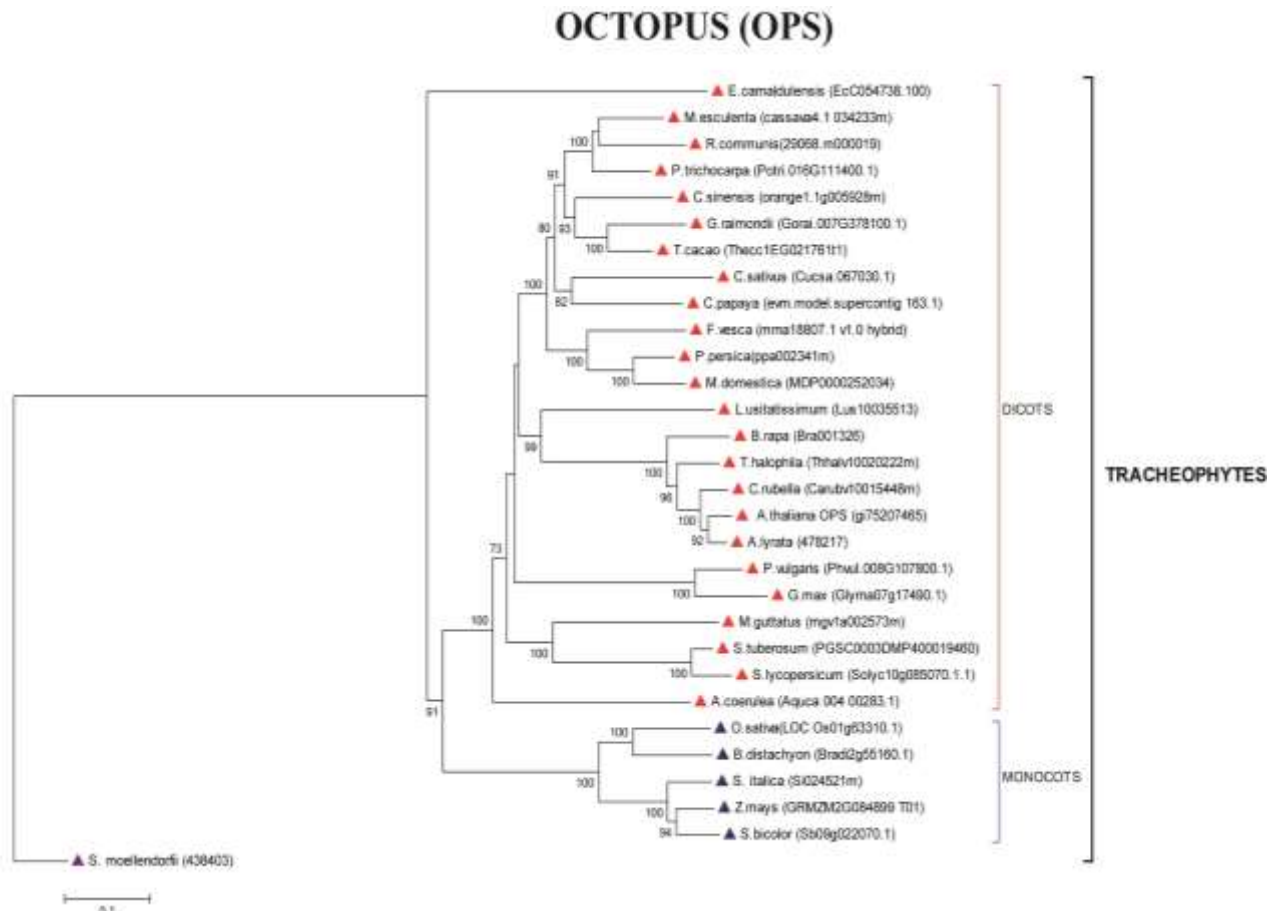 OCTOPUS (OPS)
E.camaldulensis (EcC054738.100)
M.esculenta (cassava4.1 034233m)
100
R.communis(29068.m000019)
P.trichocarpa (Potri.016G111400.1)
91
C.sinensis (orange1.1g005928m)
80
93
G.raimondii (Gorai.007G378100.1)
100
T.cacao (Thecc1EG021761t1)
C.sativus (Cucsa.067030.1)
100
82
C.papaya (evm.model.supercontig 163.1)
F.vesca (mrna18807.1 v1.0 hybrid)
100
P.persica(ppa002341m)
100
M.domestica (MDP0000252034)
L.usitatissimum (Lus10035513)
DICOTS
99
B.rapa (Bra001326)
100
T.halophila (Thhalv10020222m)
TRACHEOPHYTES
96
C.rubella (Carubv10015448m)
100
A.thaliana OPS (gi75207465)
92
A.lyrata (478217)
73
P.vulgaris (Phvul.008G107800.1)
100
G.max (Glyma07g17490.1)
M.guttatus (mgv1a002573m)
100
100
S.tuberosum (PGSC0003DMP400019460)
100
S.lycopersicum (Solyc10g085070.1.1)
A.coerulea (Aquca 004 00283.1)
91
O.sativa(LOC Os01g63310.1)
100
B.distachyon (Bradi2g55160.1)
100
S. italica (Si024521m)
MONOCOTS
100
Z.mays (GRMZM2G084899 T01)
94
S.bicolor (Sb09g022070.1)
S. moellendorfii (438403)
0.1